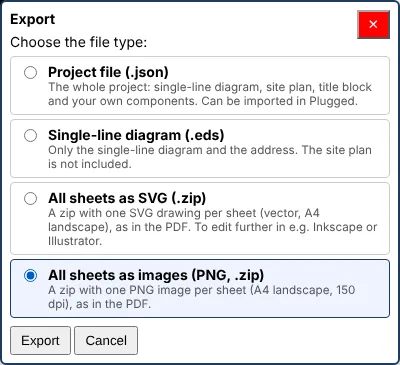 Export
×
Choose the file type:
Project file (.json)
The whole project: single-line diagram, site plan, title block
and your own components. Can be imported in Plugged.
Single-line diagram (.eds)
Only the single-line diagram and the address. The site plan
is not included.
All sheets as SVG (.zip)
A zip with one SVG drawing per sheet (vector, A4
landscape), as in the PDF. To edit further in e.g. Inkscape or
Illustrator.
All sheets as images (PNG, .zip)
A zip with one PNG image per sheet (A4 landscape, 150
dpi), as in the PDF.
Export
Cancel